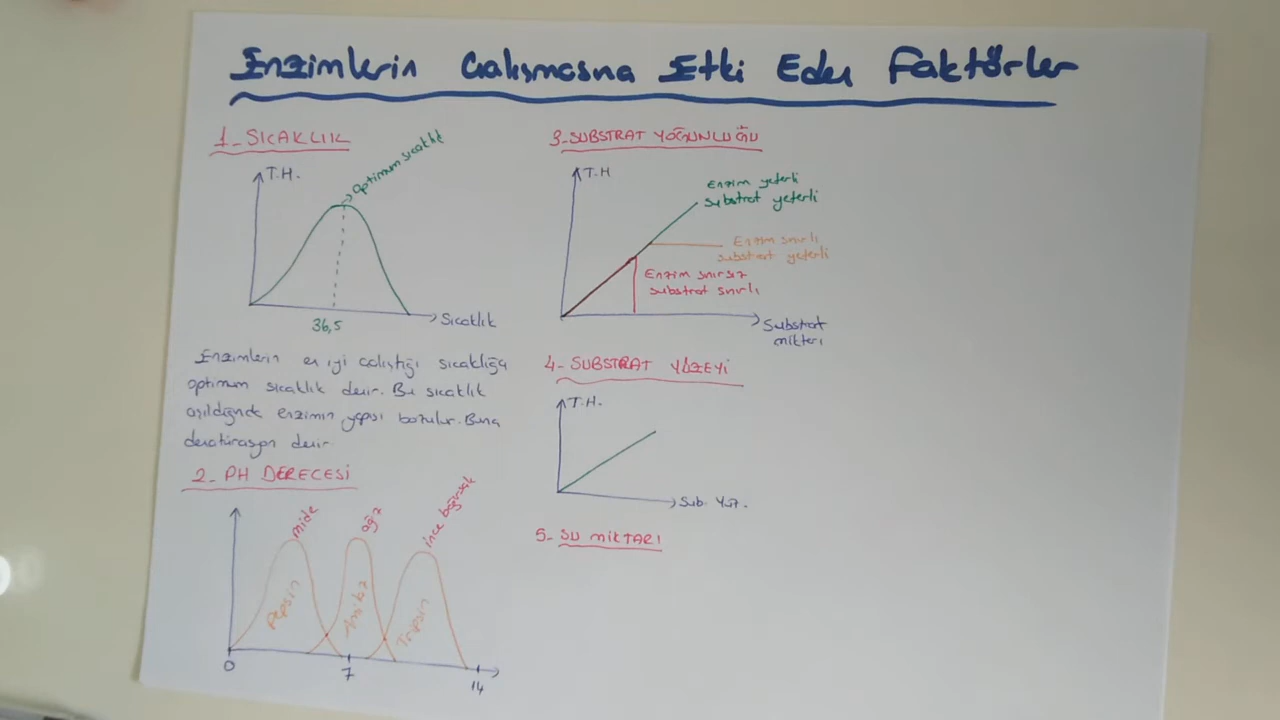 Enzimlerin Çalışmasına Etki Eden Faktörler
1- SICAKLIK
T.H.
Optimum sıcaklık
36,5
Sıcaklık
Enzimlerin en iyi çalıştığı sıcaklığa
optimum sıcaklık denir. Bu sıcaklık
aşıldığında enzimin yapısı bozulur. Buna
denatürasyon denir.
2- PH DERECESİ
mide
ağız
ince bağırsak
Pepsin
Amilaz
Tripsin
0
7
14
3-SUBSTRAT YOĞUNLUĞU
T.H
Enzim yeterli
Substrat yeterli
Enzim sınırlı
substrat yeterli
Enzim sınırsız
substrat sınırlı
Substrat
miktarı
4- SUBSTRAT YÜZEYİ
T.H.
Sub. Yüz.
5- SU MİKTARI